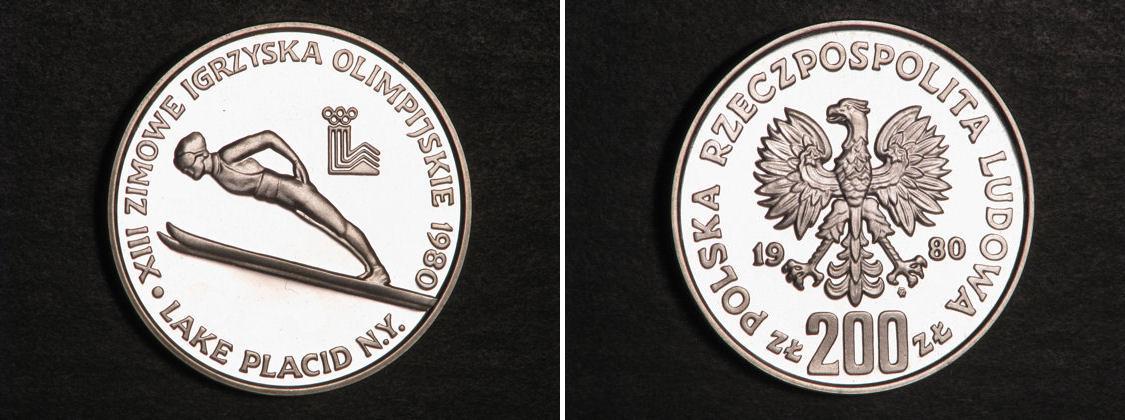 XIII ZIMOWE IGRZYSKA OLIMPIJSKIE 1980
• LAKE PLACID N.Y.
POLSKA RZECZPOSPOLITA LUDOWA
19 80
ZŁ 200 ZŁ